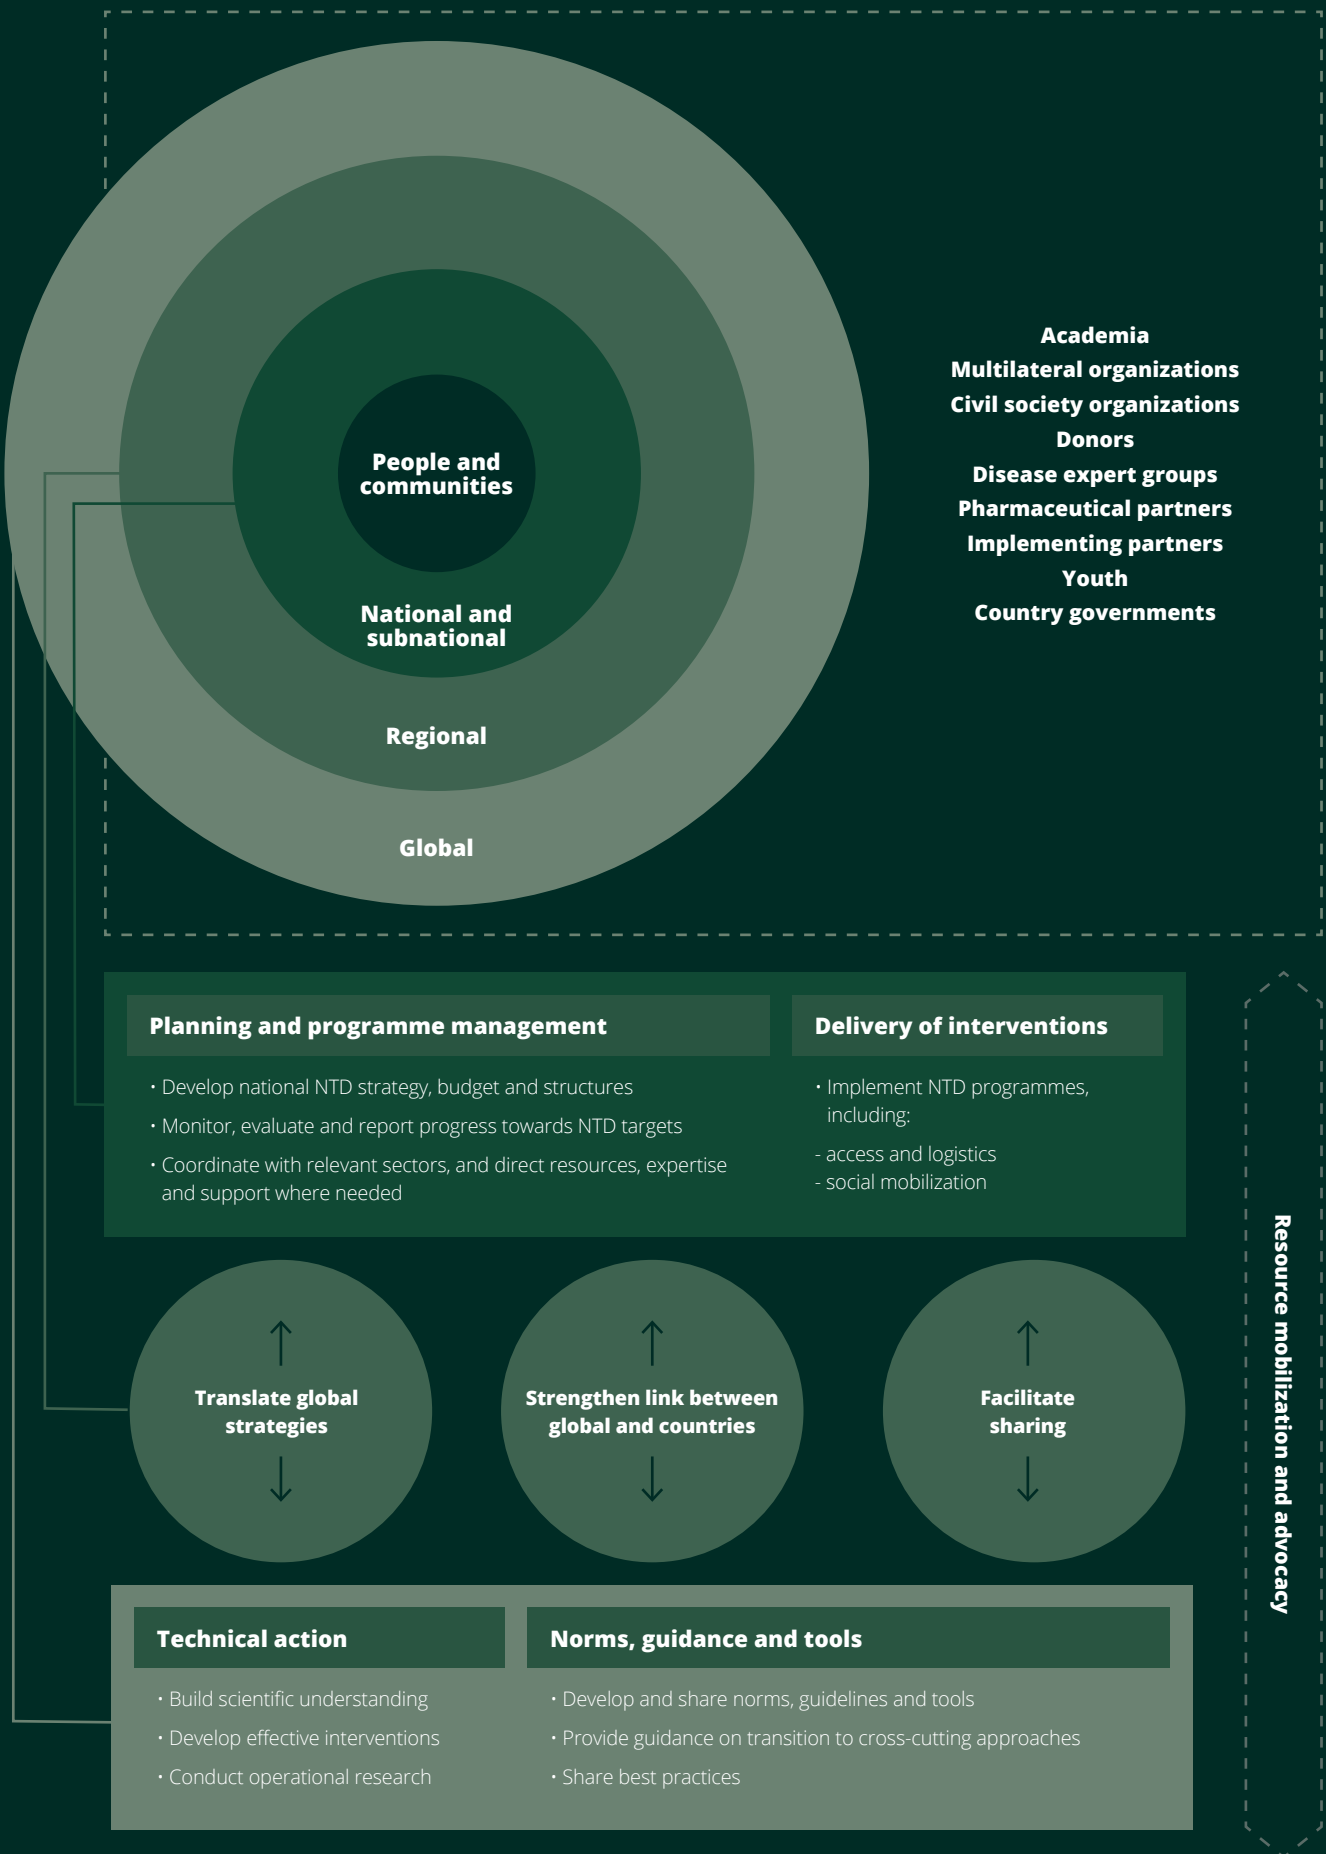 People and
communities
National and
subnational
Regional
Global
Academia
Multilateral organizations
Civil society organizations
Donors
Disease expert groups
Pharmaceutical partners
Implementing partners
Youth
Country governments
Planning and programme management
• Develop national NTD strategy, budget and structures
• Monitor, evaluate and report progress towards NTD targets
• Coordinate with relevant sectors, and direct resources, expertise
and support where needed
Delivery of interventions
• Implement NTD programmes,
including:
- access and logistics
- social mobilization
Translate global
strategies
Strengthen link between
global and countries
Facilitate
sharing
Technical action
• Build scientific understanding
• Develop effective interventions
• Conduct operational research
Norms, guidance and tools
• Develop and share norms, guidelines and tools
• Provide guidance on transition to cross-cutting approaches
• Share best practices
Resource mobilization and advocacy